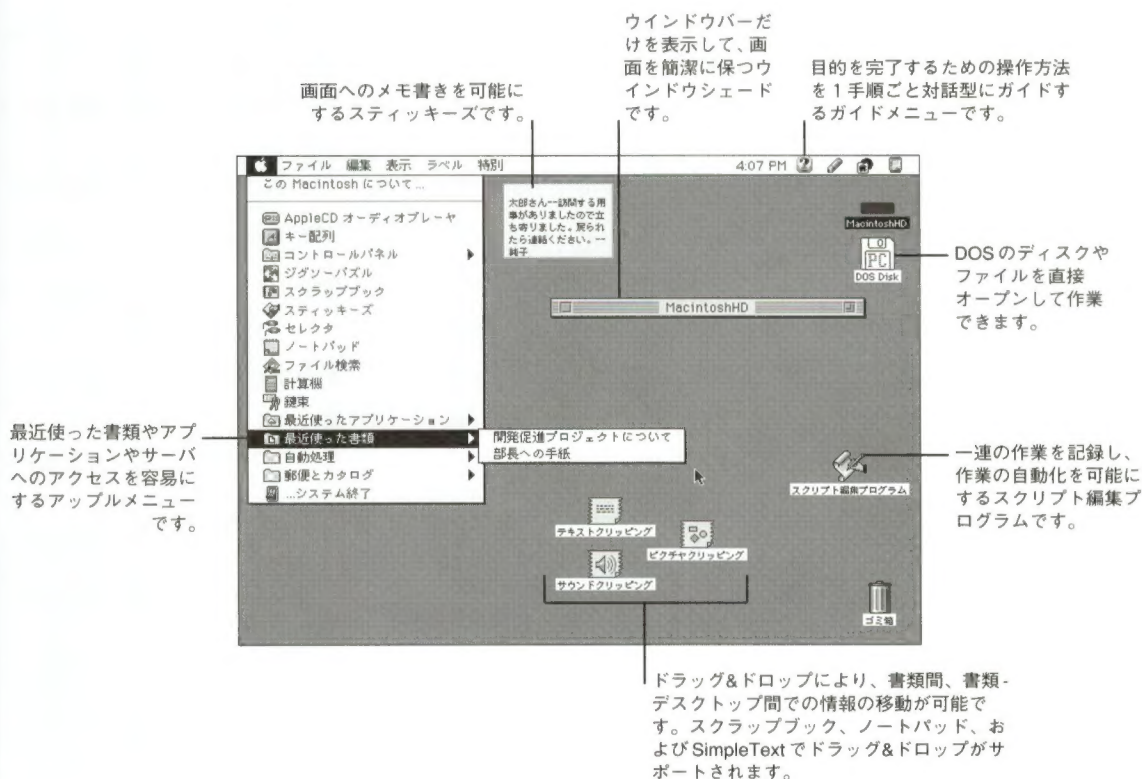 ウインドウバーだ
けを表示して、画
面を簡潔に保つウ
インドウシェード
です。
目的を完了するための操作方法
を1手順ごと対話型にガイドす
るガイドメニューです。
画面へのメモ書きを可能に
するスティッキーズです。
ファイル 編集 表示 ラベル 特別
4:07 PM
この Macintosh について...
AppleCD オーディオプレーヤ
キー配列
コントロールパネル
ジグソーパズル
スクラップブック
スティッキーズ
セレクタ
ノートパッド
ファイル検索
計算機
鍵束
最近使ったアプリケーション
最近使った書類
自動処理
郵便とカタログ
...システム終了
開発促進プロジェクトについて
部長への手紙
太郎さん--訪問する用
事がありましたので立
ち寄りました。戻られ
たら連絡ください。--
純子
MacintoshHD
MacintoshHD
PC
DOS Disk
DOSのディスクや
ファイルを直接
オープンして作業
できます。
最近使った書類やアプ
リケーションやサーバ
へのアクセスを容易に
するアップルメニュー
です。
スクリプト編集プログラム
一連の作業を記録し、
作業の自動化を可能に
するスクリプト編集プ
ログラムです。
テキストクリッピング
ピクチャクリッピング
サウンドクリッピング
ゴミ箱
ドラッグ&ドロップにより、書類間、書類-
デスクトップ間での情報の移動が可能で
す。スクラップブック、ノートパッド、お
よびSimpleTextでドラッグ&ドロップがサ
ポートされます。